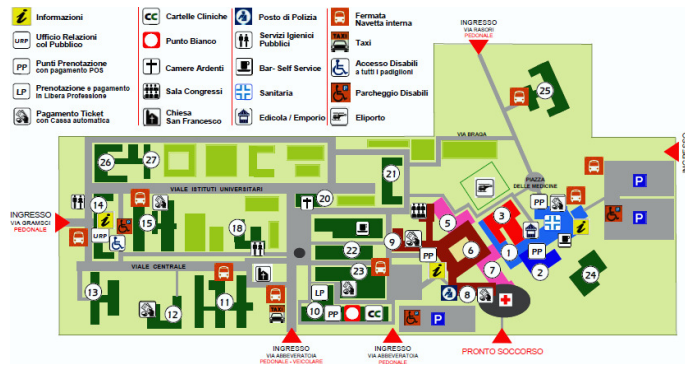 i Informazioni
URP Ufficio Relazioni
col Pubblico
PP Punti Prenotazione
con pagamento POS
LP Prenotazione e pagamento
in Libera Professione
Pagamento Ticket
con Cassa automatica
CC Cartelle Cliniche
Punto Bianco
Camere Ardenti
Sala Congressi
Chiesa
San Francesco
Posto di Polizia
Servizi Igienici
Pubblici
Bar- Self Service
Sanitaria
Edicola / Emporio
Fermata
Navetta interna
TAXI Taxi
Accesso Disabili
a tutti i padiglioni
Parcheggio Disabili
Eliporto
INGRESSO
VIA RASORI
PEDONALE
25
VIA BRAGA
INGRESSO
26
27
21
VIALE ISTITUTI UNIVERSITARI
PIAZZA
DELLE MEDICINE
P
14
i
15
20
18
INGRESSO
VIA GRAMSCI
PEDONALE
URP
5
3
PP
P
i
9
PP
6
1
PP
22
VIALE CENTRALE
23
i
7
2
24
13
12
11
LP
8
10
PP
CC
TAXI
P
INGRESSO
VIA ABBEVERATOIA
PEDONALE - VEICOLARE
INGRESSO
VIA ABBEVERATOIA
PEDONALE
PRONTO SOCCORSO